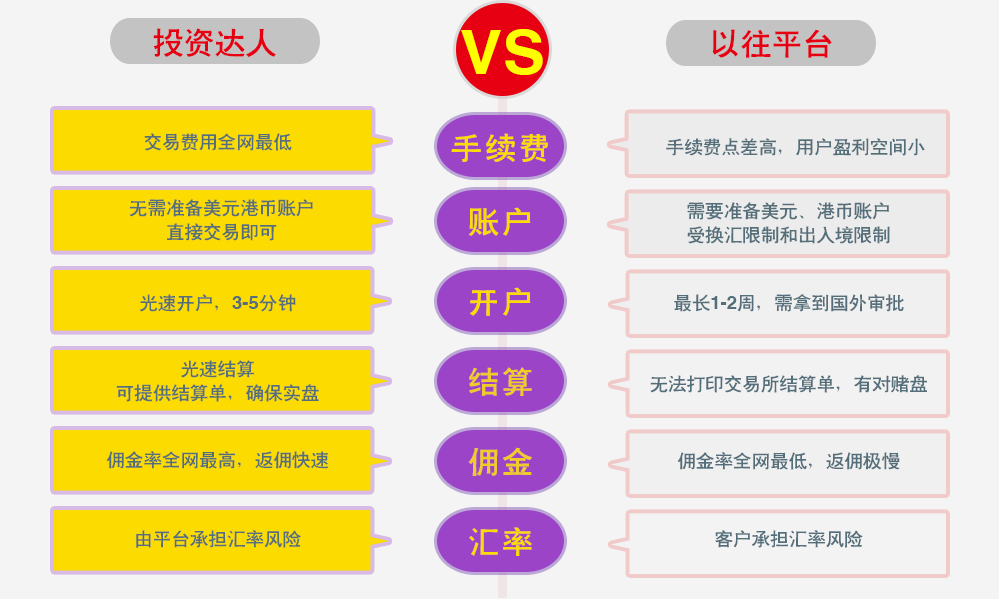 投资达人
VS
以往平台
交易费用全网最低
手续费
手续费点差高，用户盈利空间小
无需准备美元港币账户
直接交易即可
账户
需要准备美元、港币账户
受换汇限制和出入境限制
光速开户，3-5分钟
开户
最长1-2周，需拿到国外审批
光速结算
可提供结算单，确保实盘
结算
无法打印交易所结算单，有对赌盘
佣金率全网最高，返佣快速
佣金
佣金率全网最低，返佣极慢
由平台承担汇率风险
汇率
客户承担汇率风险